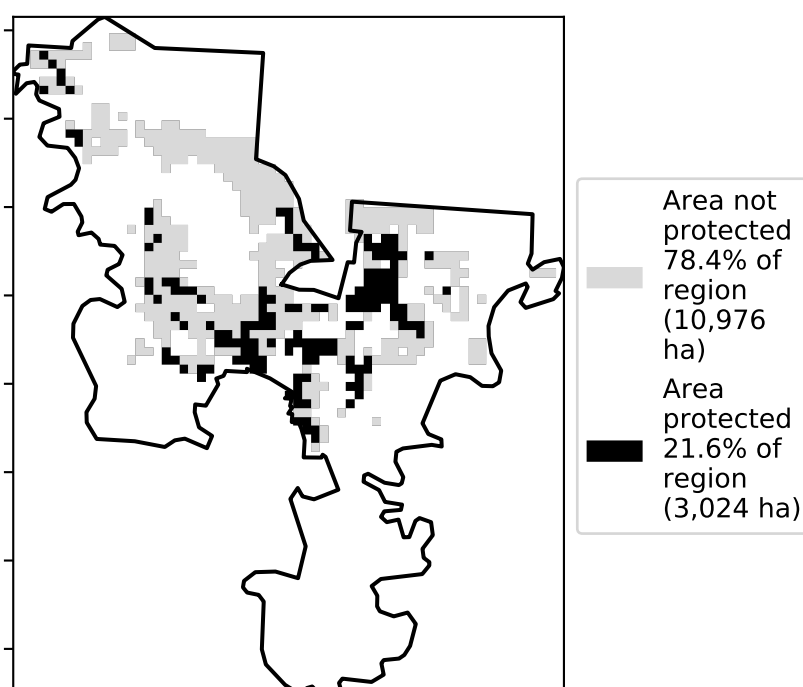 Area not
protected
78.4% of
region
(10,976
ha)
Area
protected
21.6% of
region
(3,024 ha)